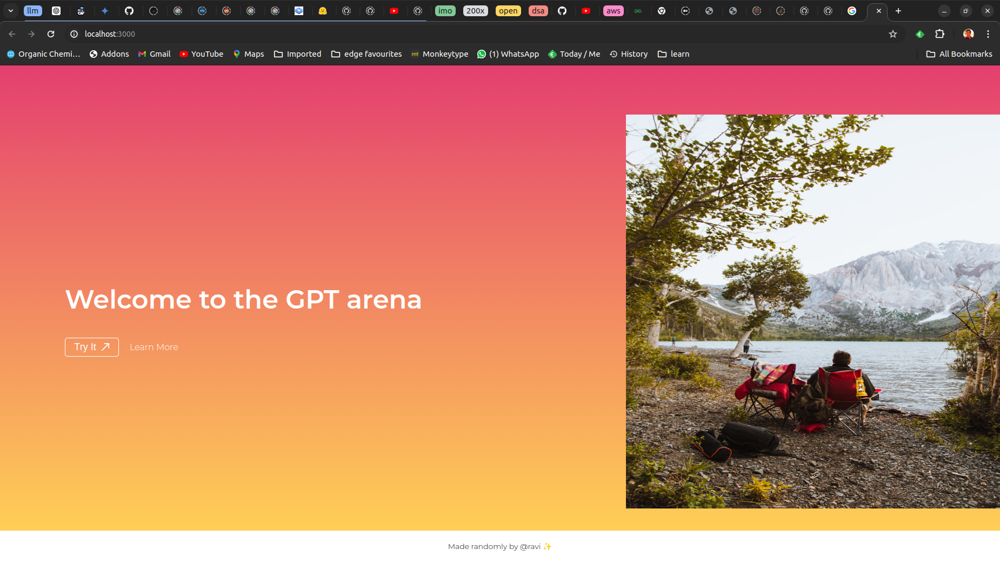 llm imo 200x open dsa aws
localhost:3000
Organic Chemi... Addons Gmail YouTube Maps Imported edge favourites mt Monkeytype (1) WhatsApp Today / Me History learn All Bookmarks
Welcome to the GPT arena
Try It Learn More
Made randomly by @ravi ✨